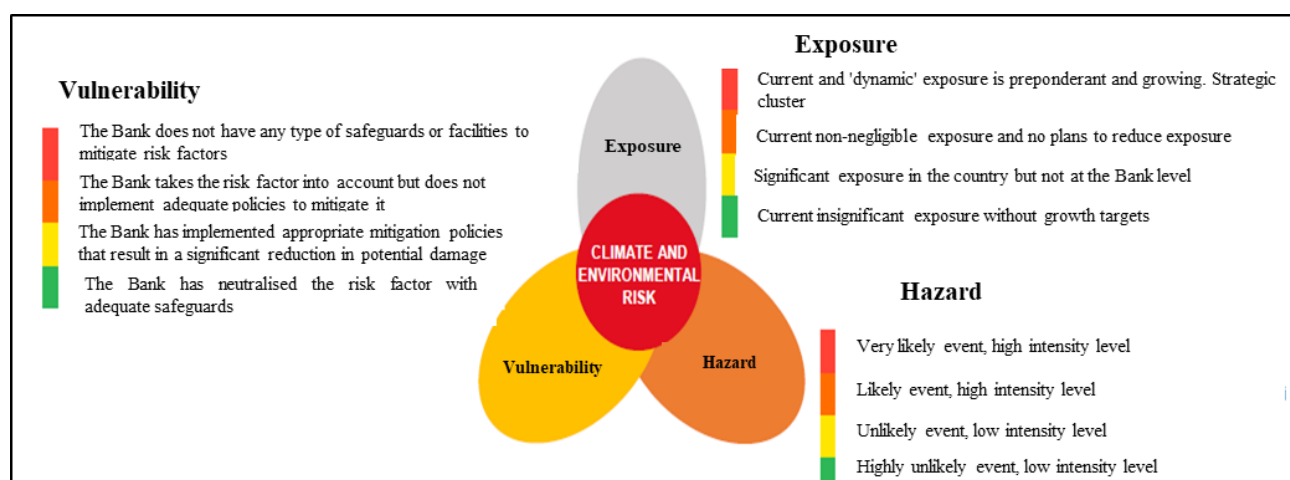 Vulnerability
The Bank does not have any type of safeguards or facilities to
mitigate risk factors
The Bank takes the risk factor into account but does not
implement adequate policies to mitigate it
The Bank has implemented appropriate mitigation policies
that result in a significant reduction in potential damage
The Bank has neutralised the risk factor with
adequate safeguards
Exposure
CLIMATE AND
ENVIRONMENTAL
RISK
Vulnerability
Hazard
Exposure
Current and 'dynamic' exposure is preponderant and growing. Strategic
cluster
Current non-negligible exposure and no plans to reduce exposure
Significant exposure in the country but not at the Bank level
Current insignificant exposure without growth targets
Hazard
Very likely event, high intensity level
Likely event, high intensity level
Unlikely event, low intensity level
Highly unlikely event, low intensity level